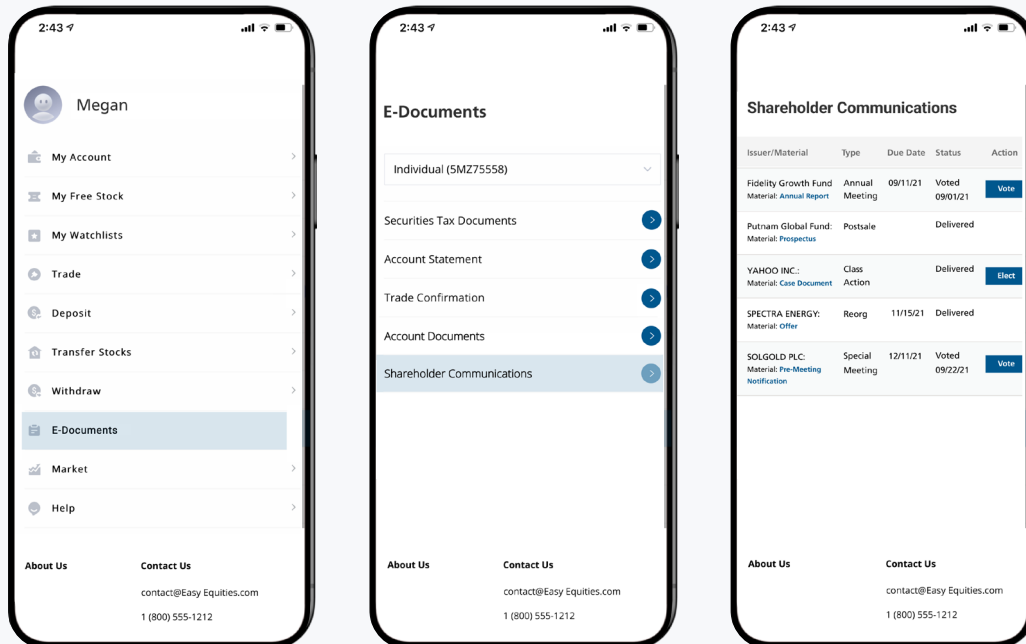 2:43
Megan
My Account
My Free Stock
My Watchlists
Trade
Deposit
Transfer Stocks
Withdraw
E-Documents
Market
Help
About Us
Contact Us
contact@Easy Equities.com
1 (800) 555-1212
2:43
E-Documents
Individual (5MZ75558)
Securities Tax Documents
Account Statement
Trade Confirmation
Account Documents
Shareholder Communications
About Us
Contact Us
contact@Easy Equities.com
1 (800) 555-1212
2:43
Shareholder Communications
Issuer/Material Type Due Date Status Action
Fidelity Growth Fund Annual 09/11/21 Voted Vote
Material: Annual Report Meeting 09/01/21
Putnam Global Fund: Postsale Delivered
Material: Prospectus
YAHOO INC.: Class Delivered Elect
Material: Case Document Action
SPECTRA ENERGY: Reorg 11/15/21 Delivered
Material: Offer
SOLGOLD PLC: Special 12/11/21 Voted Vote
Material: Pre-Meeting Meeting 09/22/21
Notification
About Us
Contact Us
contact@Easy Equities.com
1 (800) 555-1212